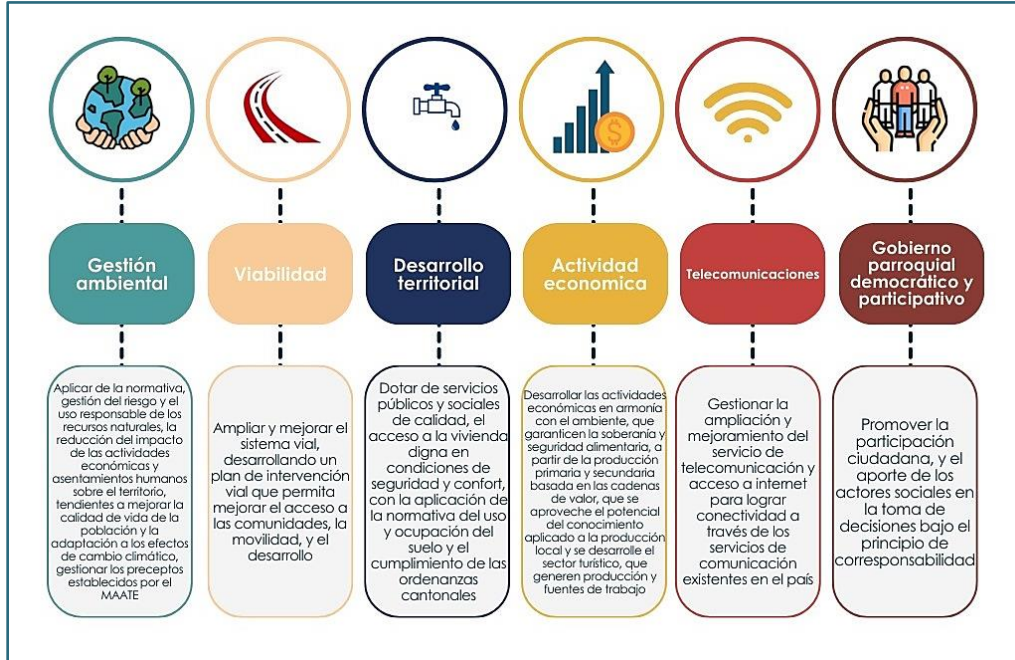 Gestión
ambiental
Viabilidad
Desarrollo
territorial
Actividad
economica
Telecomunicaciones
Gobierno
parroquial
democrático y
participativo
Aplicar de la normativa,
gestión del riesgo y el
uso responsable de los
recursos naturales, la
reducción del impacto
de las actividades
económicas y
asentamientos humanos
sobre el territorio,
tendientes a mejorar la
calidad de vida de la
población y la
adaptación a los efectos
de cambio climático,
gestionar los preceptos
establecidos por el
MAATE
Ampliar y mejorar el
sistema vial,
desarrollando un
plan de intervención
vial que permita
mejorar el acceso a
las comunidades, la
movilidad, y el
desarrollo
Dotar de servicios
públicos y sociales
de calidad, el
acceso a la vivienda
digna en
condiciones de
seguridad y confort,
con la aplicación de
la normativa del uso
y ocupación del
suelo y el
cumplimiento de las
ordenanzas
cantonales
Desarrollar las actividades
económicas en armonía
con el ambiente, que
garanticen la soberanía y
seguridad alimentaria, a
partir de la producción
primaria y secundaria
basada en las cadenas
de valor, que se
aproveche el potencial
del conocimiento
aplicado a la producción
local y se desarrolle el
sector turístico, que
generen producción y
fuentes de trabajo
Gestionar la
ampliación y
mejoramiento del
servicio de
telecomunicación y
acceso a internet
para lograr
conectividad a
través de los
servicios de
comunicación
existentes en el país
Promover la
participación
ciudadana, y el
aporte de los
actores sociales en
la toma de
decisiones bajo el
principio de
corresponsabilidad